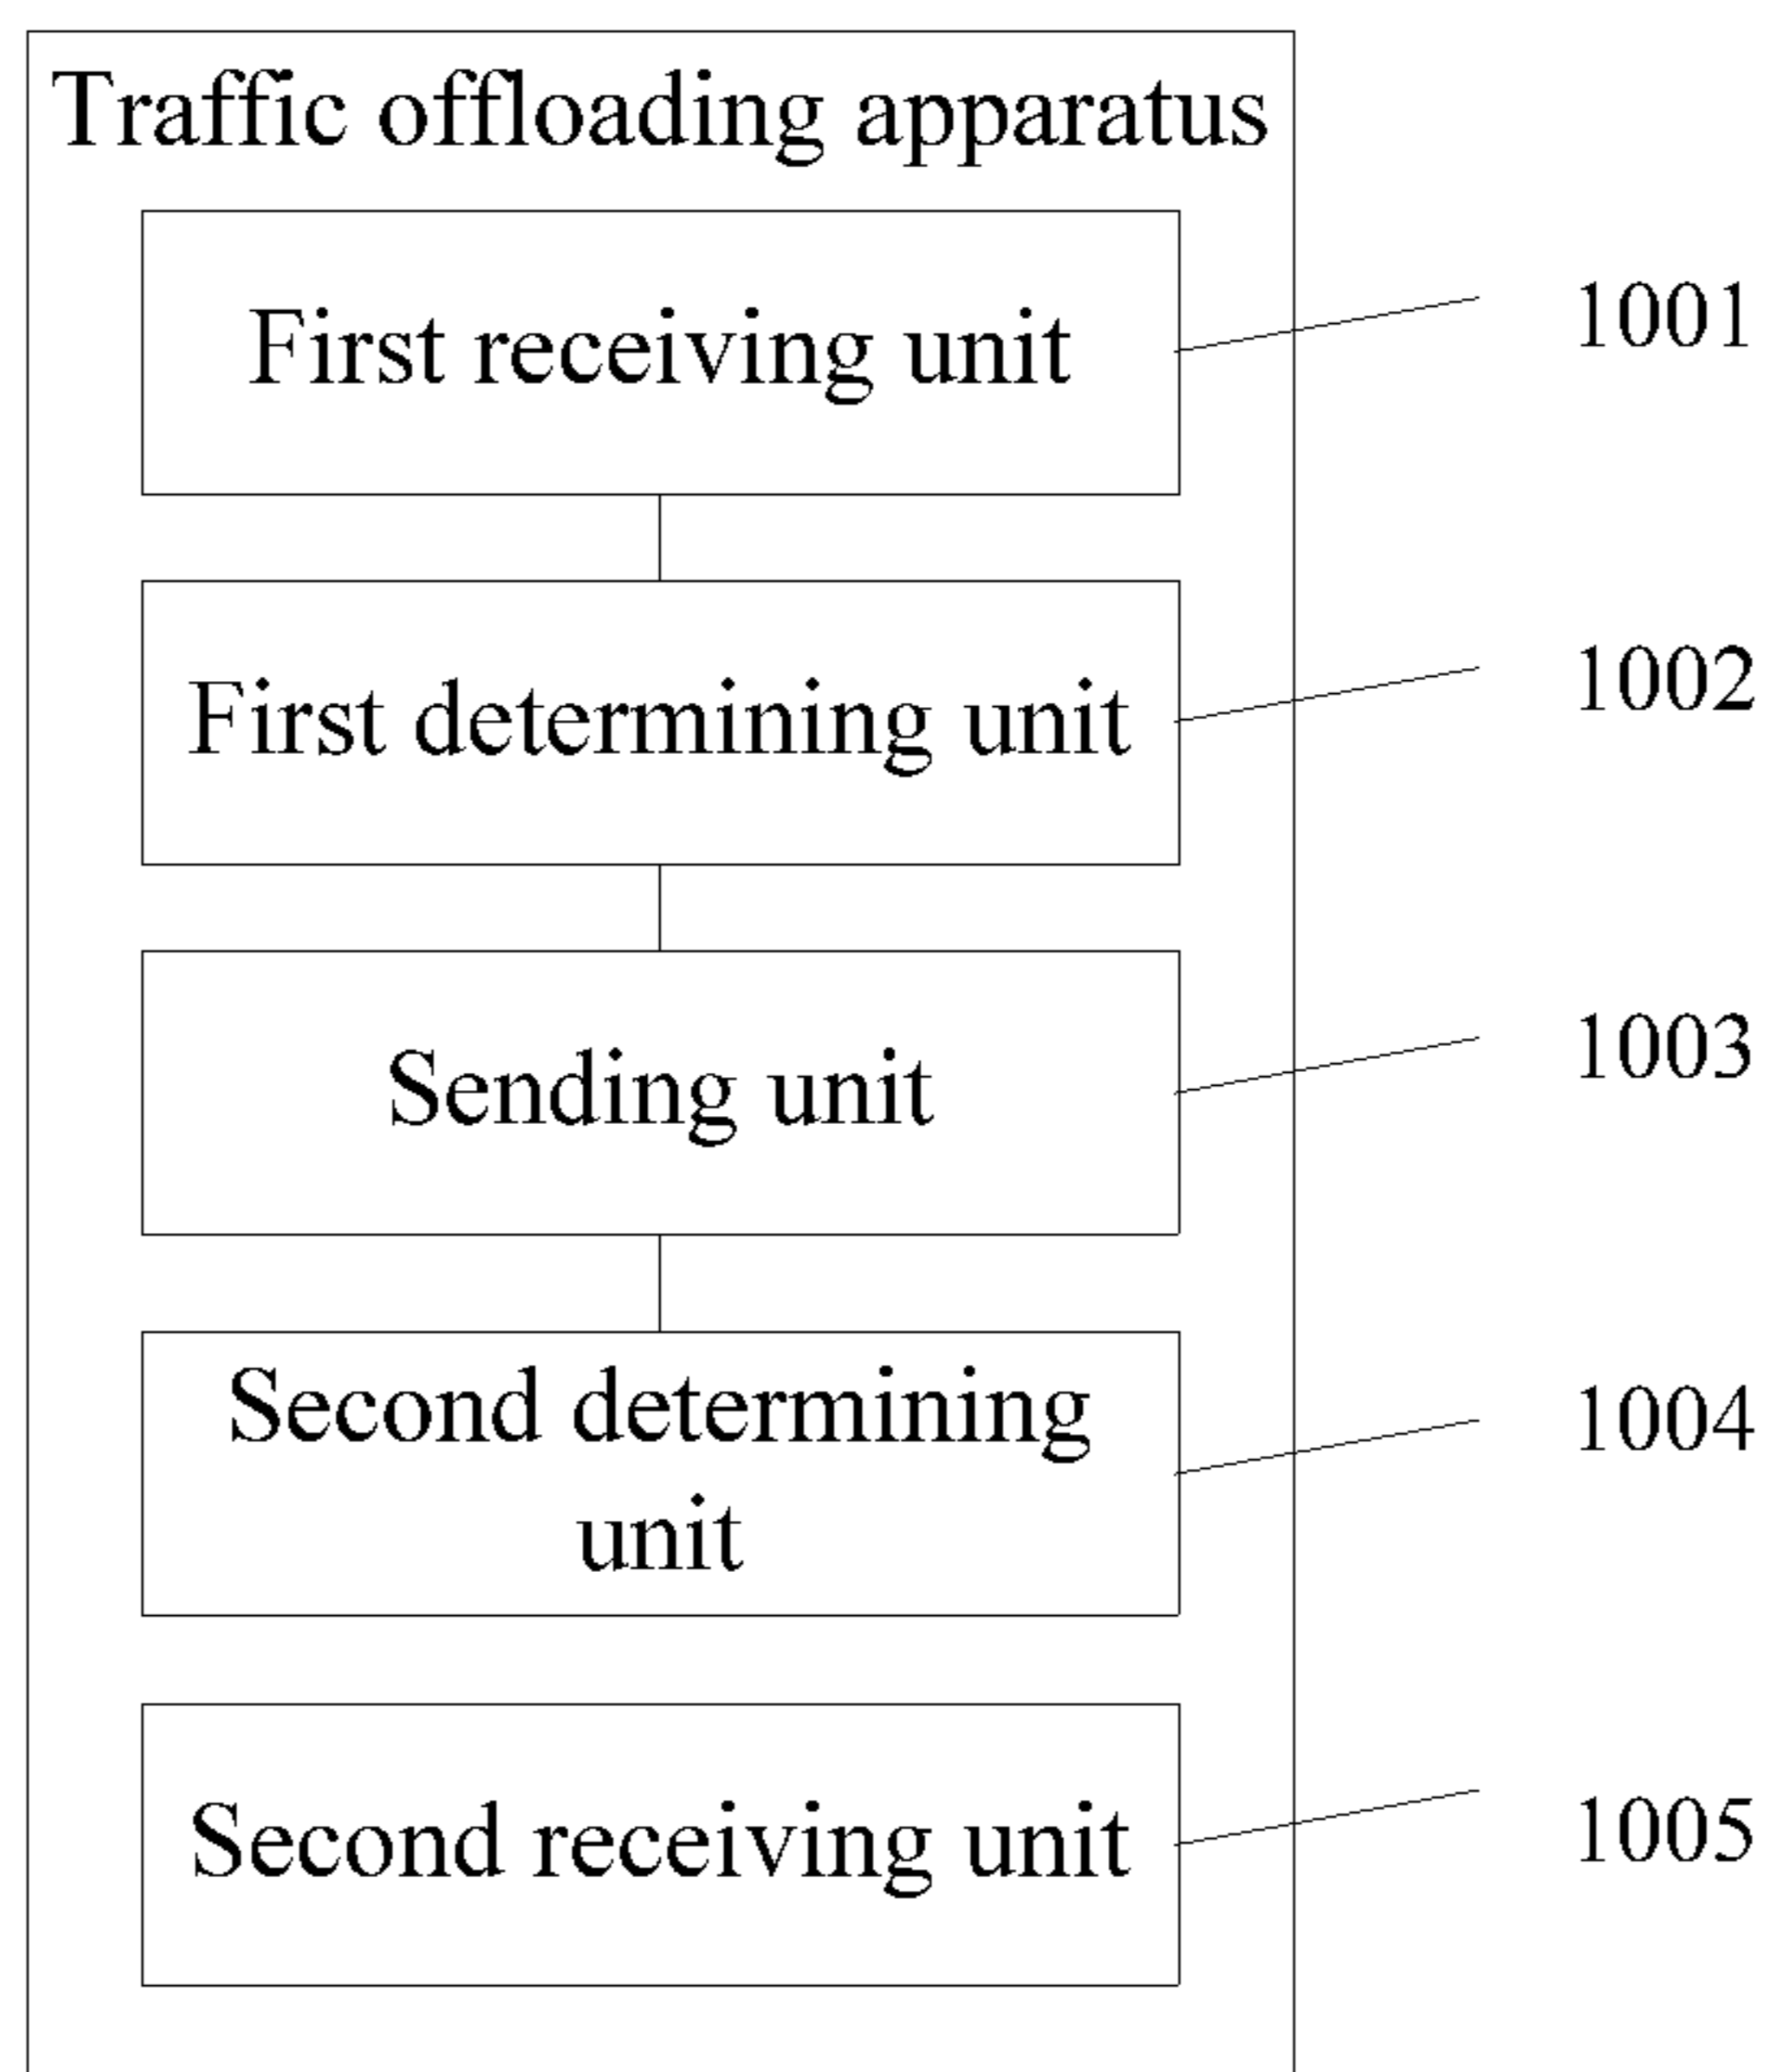 Traffic offloading apparatus
First receiving unit
1001
First determining unit
1002
Sending unit
1003
Second determining
unit
1004
Second receiving unit
1005